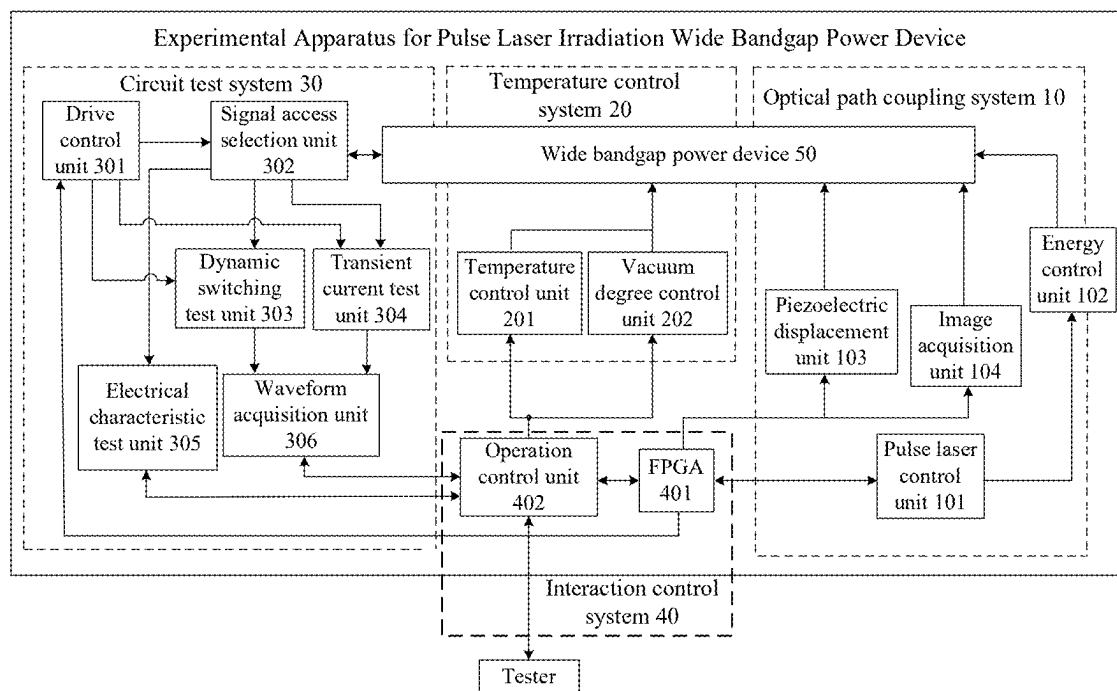 Experimental Apparatus for Pulse Laser Irradiation Wide Bandgap Power Device
Circuit test system 30
Drive
control
unit 301
Signal access
selection unit
302
Dynamic
switching
test unit 303
Transient
current test
unit 304
Electrical
characteristic
test unit 305
Waveform
acquisition unit
306
Temperature control
system 20
Wide bandgap power device 50
Temperature
control unit
201
Vacuum
degree control
unit 202
Optical path coupling system 10
Energy
control
unit 102
Piezoelectric
displacement
unit 103
Image
acquisition
unit 104
Pulse laser
control
unit 101
Operation
control unit
402
FPGA
401
Interaction control
system 40
Tester